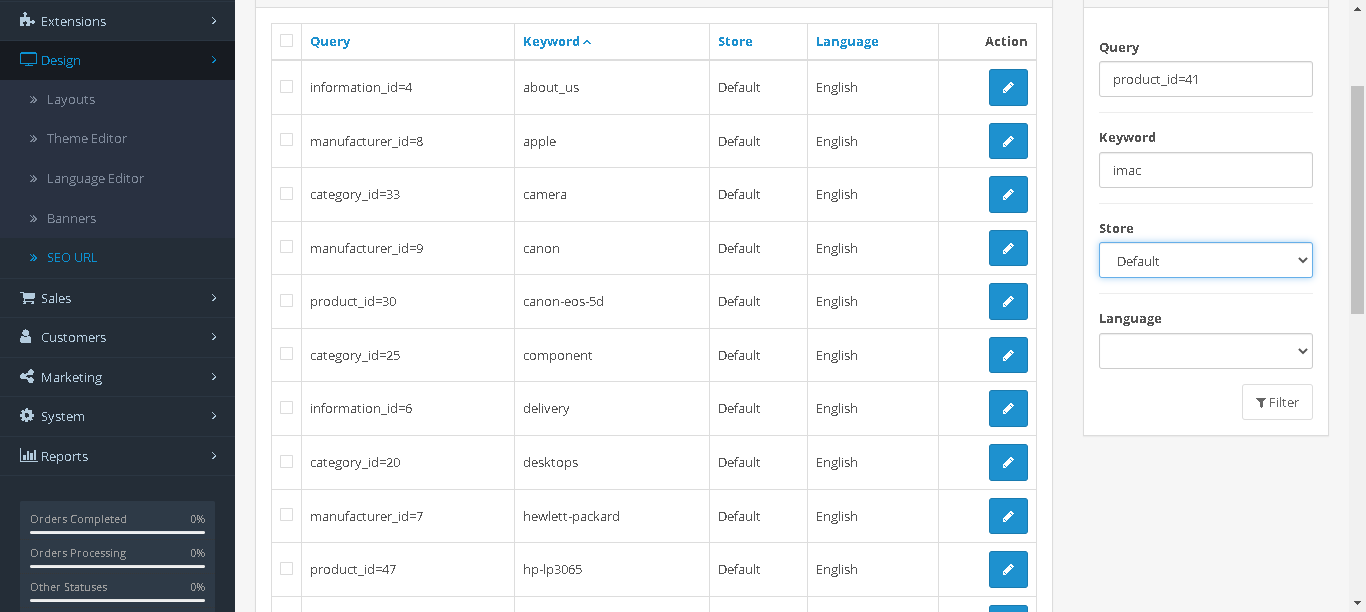 Extensions
Design
Layouts
Theme Editor
Language Editor
Banners
SEO URL
Sales
Customers
Marketing
System
Reports
Orders Completed 0%
Orders Processing 0%
Other Statuses 0%
Query Keyword Store Language Action
information_id=4 about_us Default English
manufacturer_id=8 apple Default English
category_id=33 camera Default English
manufacturer_id=9 canon Default English
product_id=30 canon-eos-5d Default English
category_id=25 component Default English
information_id=6 delivery Default English
category_id=20 desktops Default English
manufacturer_id=7 hewlett-packard Default English
product_id=47 hp-lp3065 Default English
Query
product_id=41
Keyword
imac
Store
Default
Language
Filter